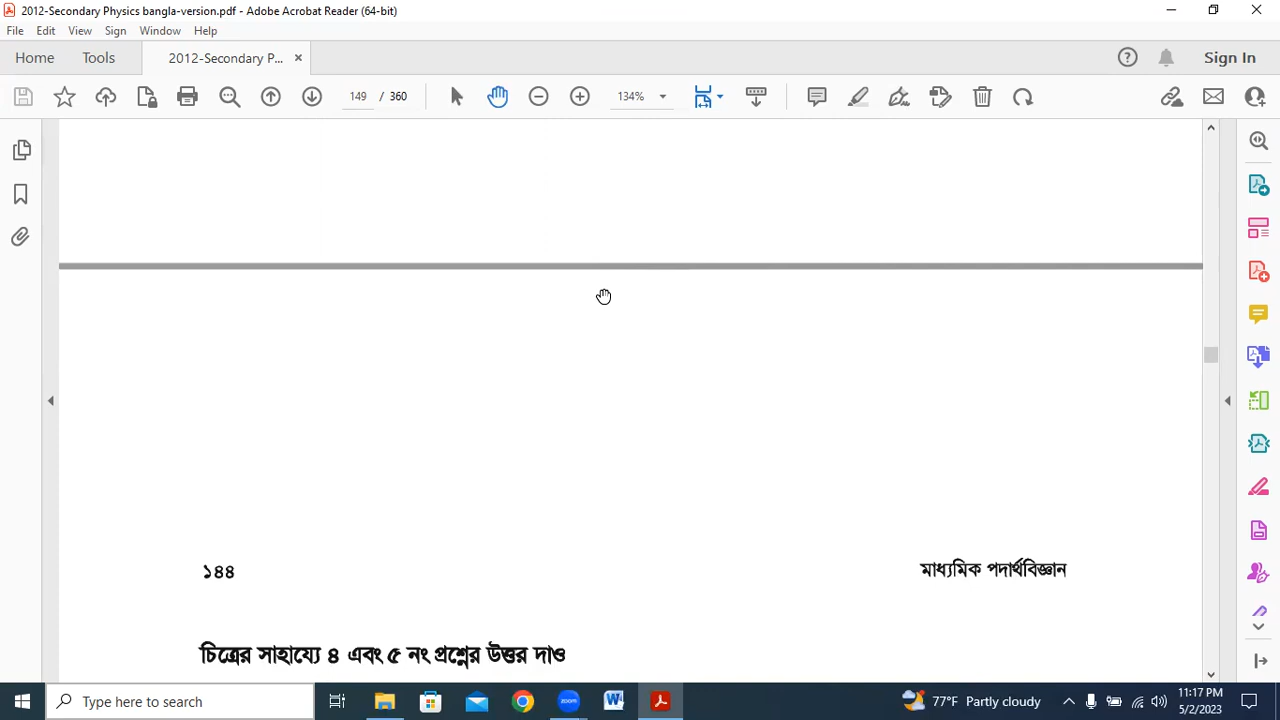 2012-Secondary Physics bangla-version.pdf - Adobe Acrobat Reader (64-bit)
File Edit View Sign Window Help
Home Tools 2012-Secondary P... × Sign In
149 / 360 134%
১৪৪ মাধ্যমিক পদার্থবিজ্ঞান
চিত্রের সাহায্যে ৪ এবং ৫ নং প্রশ্নের উত্তর দাও
Type here to search zoom 77°F Partly cloudy 11:17 PM
5/2/2023